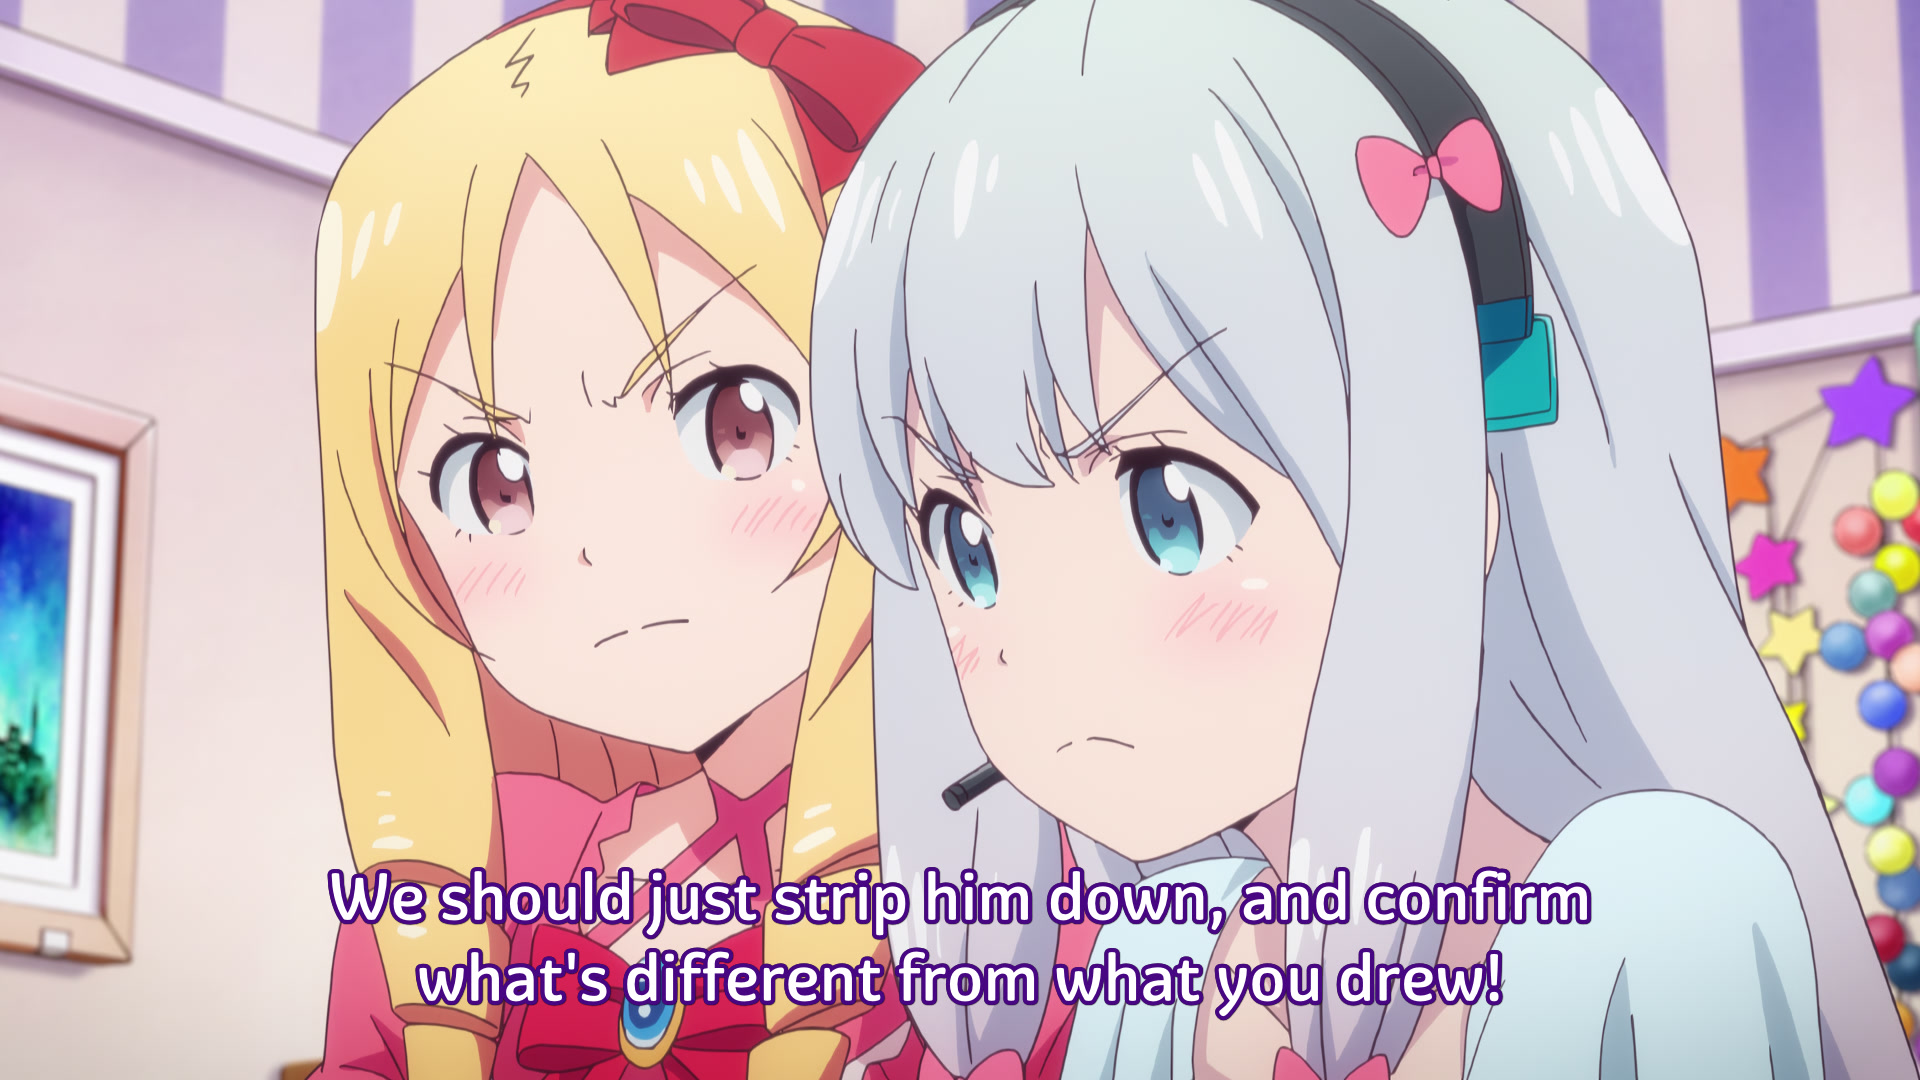 We should just strip him down, and confirm
what's different from what you drew!